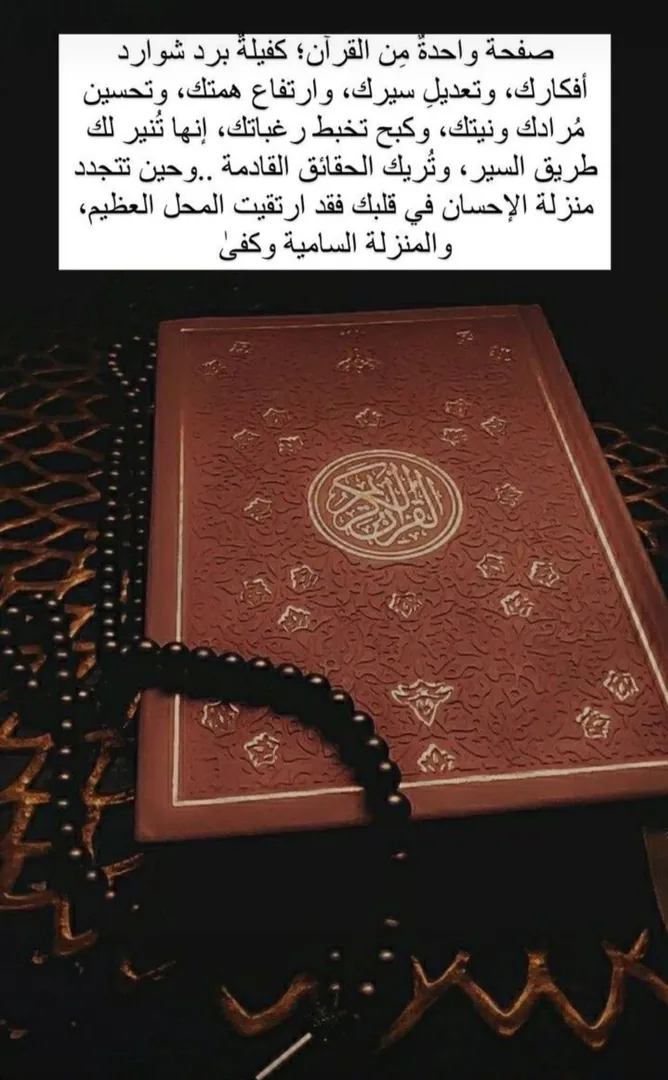 صفحة واحدةٌ مِن القرآن؛ كفيلةٌ برد شوارد
أفكارك، وتعديلِ سيرك، وارتفاع همتك، وتحسين
مُرادك ونيتك، وكبح تخبط رغباتك، إنها تُنير لك
طريق السير، وتُريك الحقائق القادمة ..وحين تتجدد
منزلة الإحسان في قلبك فقد ارتقيت المحل العظيم،
والمنزلة السامية وكفىٰ
القرآن الكريم